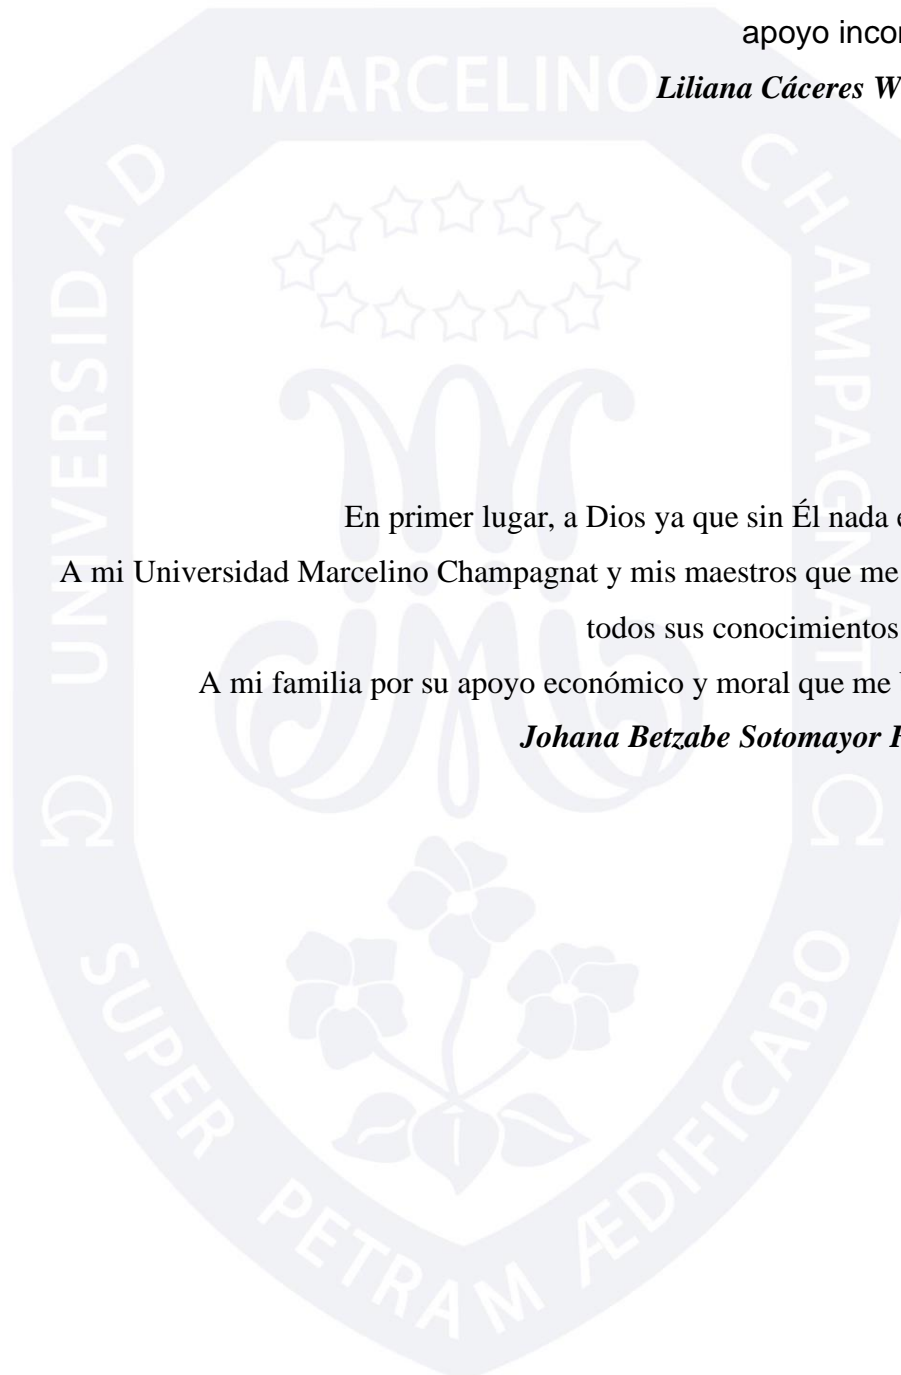 apoyo
MARCELINO
Liliana Cáceres
UNIVERSIDAD
CHAMPAGNAT
En primer lugar, a Dios ya que sin Él nada
A mi Universidad Marcelino Champagnat y mis maestros que me
todos sus conocimientos
A mi familia por su apoyo económico y moral que me
Johana Betzabe Sotomayor
SUPER PETRAM ÆDIFICABO